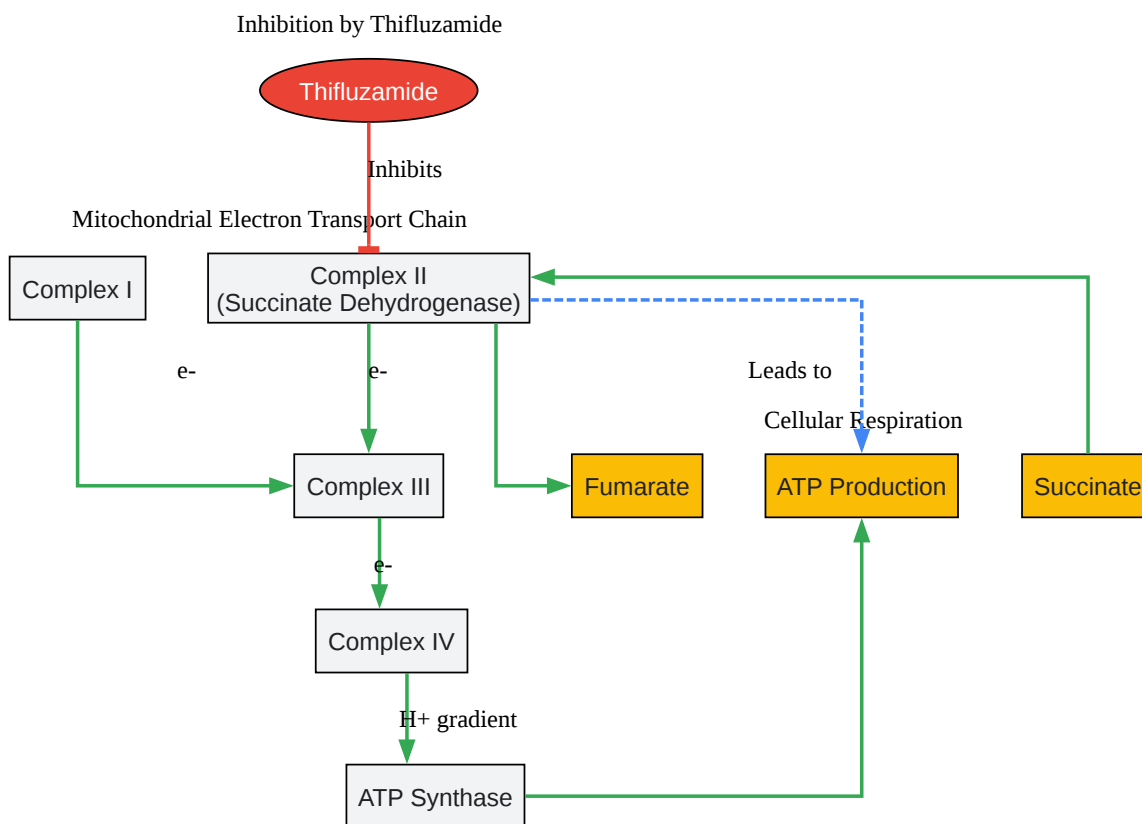 Inhibition by Thifluzamide
Thifluzamide
Inhibits
Mitochondrial Electron Transport Chain
Complex I
Complex II
(Succinate Dehydrogenase)
e-
e-
Leads to
Cellular Respiration
Complex III
Fumarate
ATP Production
Succinate
e-
Complex IV
H+ gradient
ATP Synthase